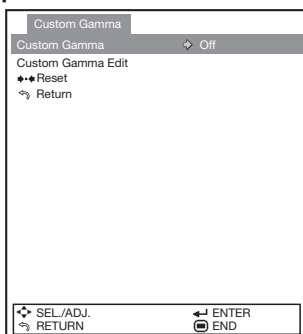 Custom Gamma
Custom Gamma Off
Custom Gamma Edit
Reset
Return
SEL./ADJ. ENTER
RETURN END